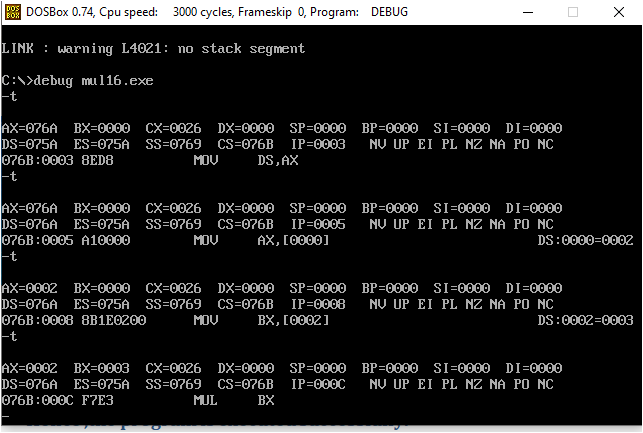 DOSBox 0.74, Cpu speed: 3000 cycles, Frameskip 0, Program: DEBUG
LINK : warning L4021: no stack segment
C:\>debug mul16.exe
-t
AX=076A BX=0000 CX=0026 DX=0000 SP=0000 BP=0000 SI=0000 DI=0000
DS=075A ES=075A SS=0769 CS=076B IP=0003 NV UP EI PL NZ NA PO NC
076B:0003 8ED8 MOV DS,AX
-t
AX=076A BX=0000 CX=0026 DX=0000 SP=0000 BP=0000 SI=0000 DI=0000
DS=076A ES=075A SS=0769 CS=076B IP=0005 NV UP EI PL NZ NA PO NC
076B:0005 A10000 MOV AX,[0000] DS:0000=0002
-t
AX=0002 BX=0000 CX=0026 DX=0000 SP=0000 BP=0000 SI=0000 DI=0000
DS=076A ES=075A SS=0769 CS=076B IP=0008 NV UP EI PL NZ NA PO NC
076B:0008 8B1E0200 MOV BX,[0002] DS:0002=0003
-t
AX=0002 BX=0003 CX=0026 DX=0000 SP=0000 BP=0000 SI=0000 DI=0000
DS=076A ES=075A SS=0769 CS=076B IP=000C NV UP EI PL NZ NA PO NC
076B:000C F7E3 MUL BX
-